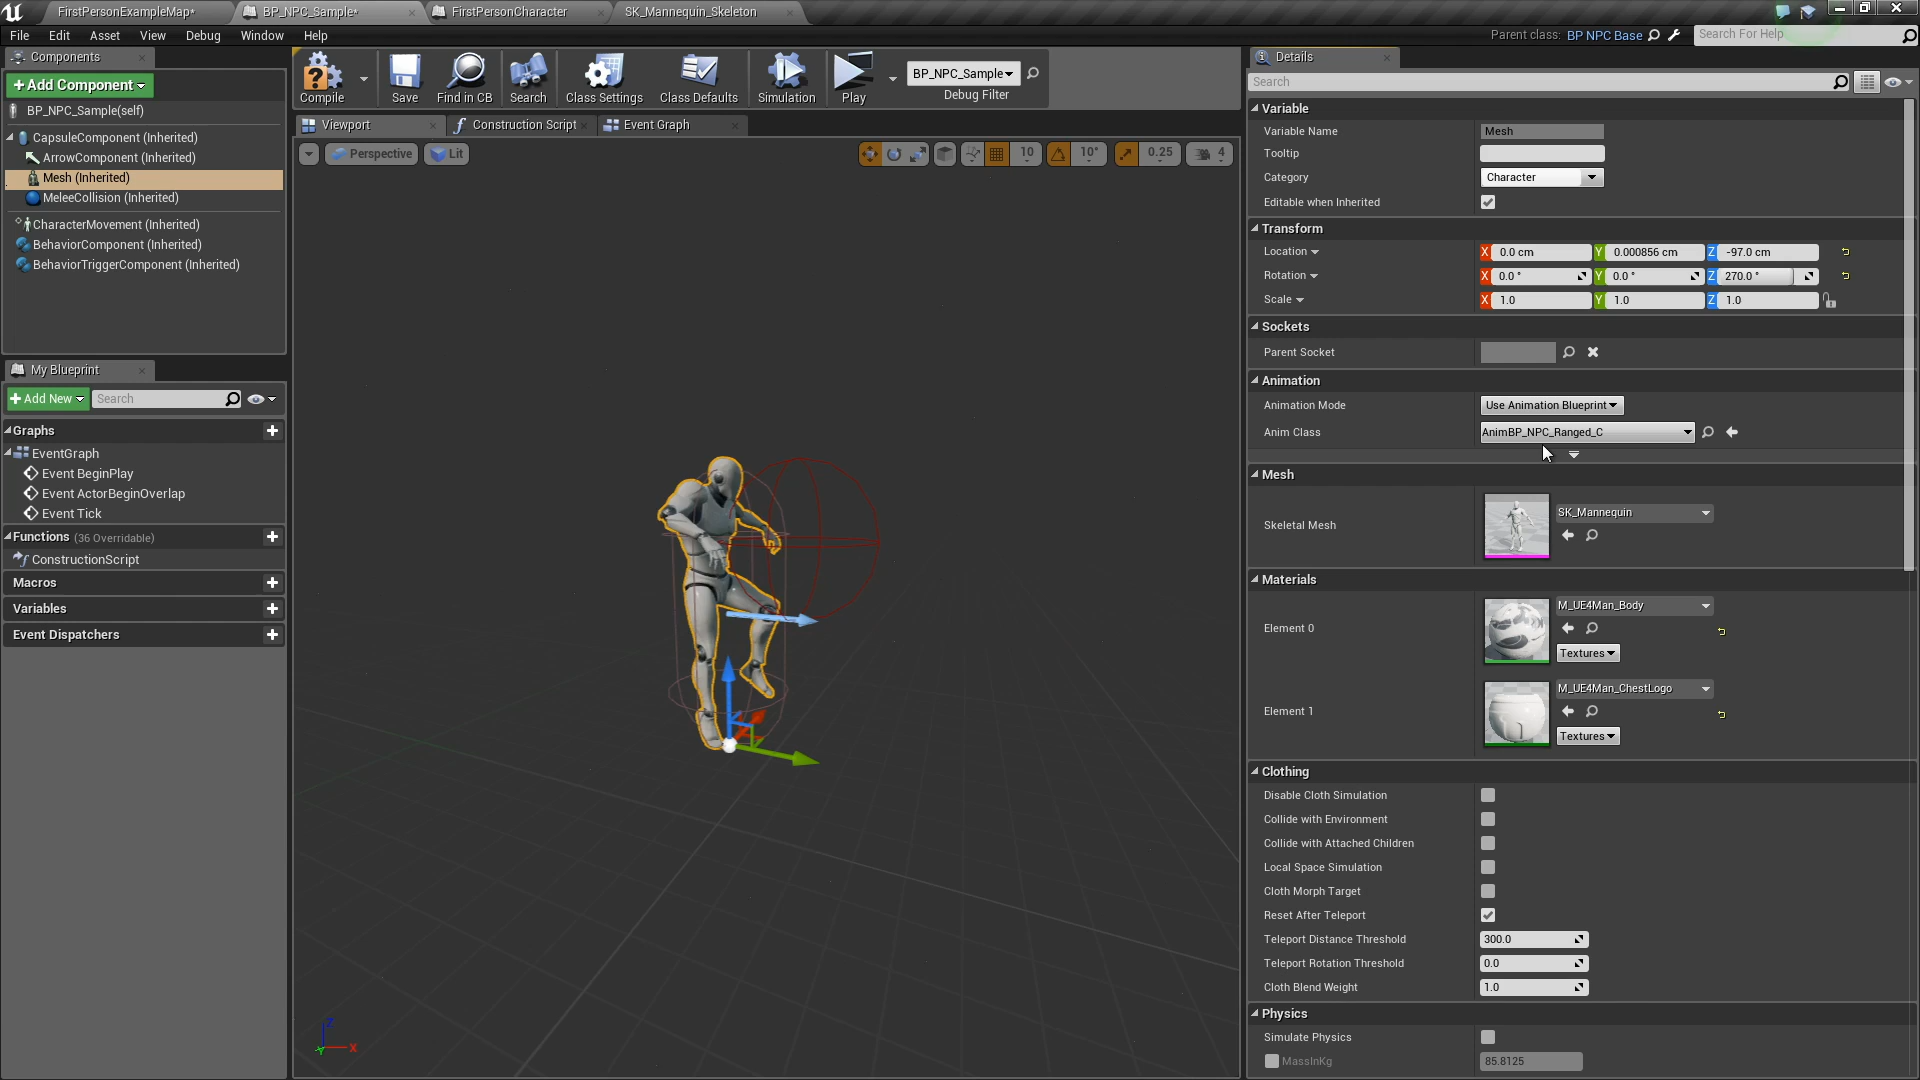 FirstPersonExampleMap*
BP_NPC_Sample*
FirstPersonCharacter
SK_Mannequin_Skeleton
File Edit Asset View Debug Window Help
Parent class: BP NPC Base
Search For Help
Components
+Add Component
BP_NPC_Sample(self)
CapsuleComponent (Inherited)
ArrowComponent (Inherited)
Mesh (Inherited)
MeleeCollision (Inherited)
CharacterMovement (Inherited)
BehaviorComponent (Inherited)
BehaviorTriggerComponent (Inherited)
My Blueprint
+Add New
Search
Graphs
EventGraph
Event BeginPlay
Event ActorBeginOverlap
Event Tick
Functions (36 Overridable)
ConstructionScript
Macros
Variables
Event Dispatchers
Compile
Save
Find in CB
Search
Class Settings
Class Defaults
Simulation
Play
BP_NPC_Sample
Debug Filter
Viewport
Construction Script
Event Graph
Perspective
Lit
10
10°
0.25
4
Z
X
Y
Details
Search
Variable
Variable Name Mesh
Tooltip
Category Character
Editable when Inherited
Transform
Location X 0.0 cm Y 0.000856 cm Z -97.0 cm
Rotation X 0.0 ° Y 0.0 ° Z 270.0 °
Scale X 1.0 Y 1.0 Z 1.0
Sockets
Parent Socket
Animation
Animation Mode Use Animation Blueprint
Anim Class AnimBP_NPC_Ranged_C
Mesh
Skeletal Mesh SK_Mannequin
Materials
Element 0 M_UE4Man_Body
Textures
Element 1 M_UE4Man_ChestLogo
Textures
Clothing
Disable Cloth Simulation
Collide with Environment
Collide with Attached Children
Local Space Simulation
Cloth Morph Target
Reset After Teleport
Teleport Distance Threshold 300.0
Teleport Rotation Threshold 0.0
Cloth Blend Weight 1.0
Physics
Simulate Physics
MassInKg 85.8125